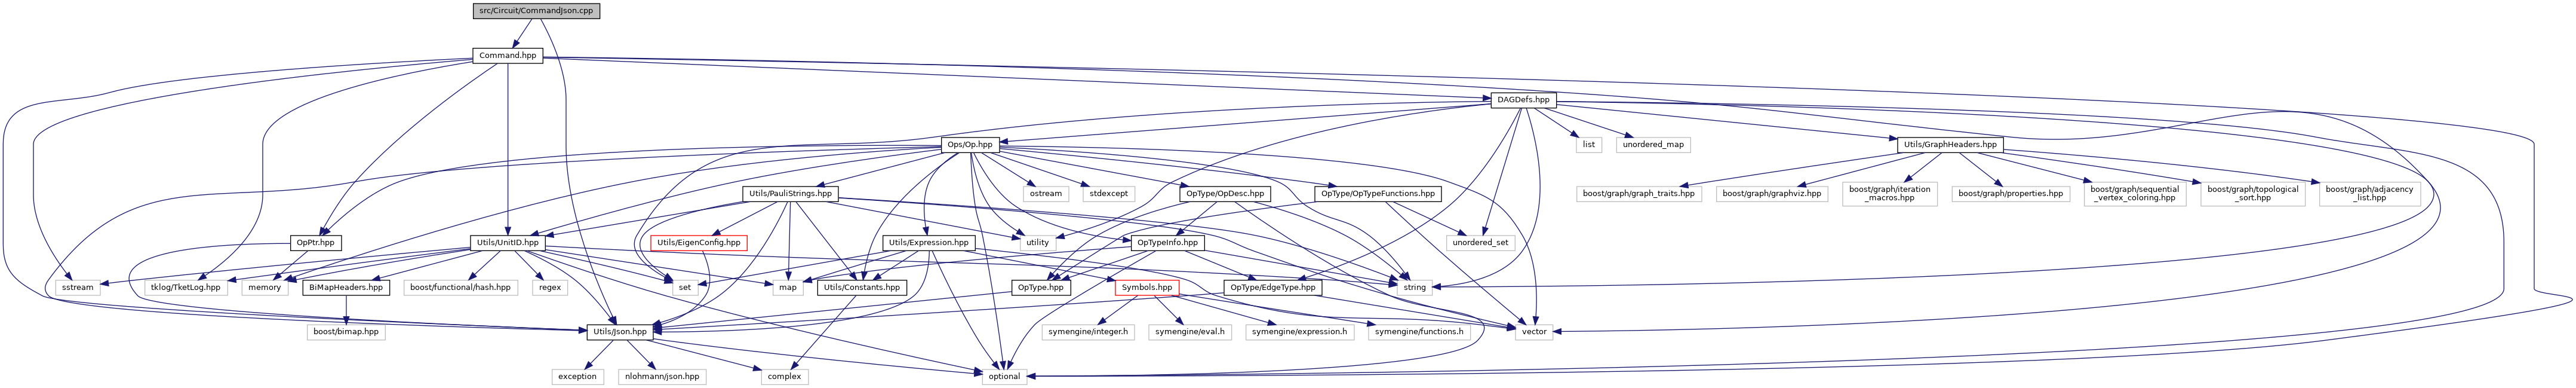 src/Circuit/CommandJson.cpp
Command.hpp
DAGDefs.hpp
Ops/Op.hpp
list
unordered_map
Utils/GraphHeaders.hpp
Utils/PauliStrings.hpp
ostream
stdexcept
OpType/OpDesc.hpp
OpType/OpTypeFunctions.hpp
boost/graph/graph_traits.hpp
boost/graph/graphviz.hpp
boost/graph/iteration
_macros.hpp
boost/graph/properties.hpp
boost/graph/sequential
_vertex_coloring.hpp
boost/graph/topological
_sort.hpp
boost/graph/adjacency
_list.hpp
OpPtr.hpp
Utils/UnitID.hpp
Utils/EigenConfig.hpp
Utils/Expression.hpp
utility
OpTypeInfo.hpp
unordered_set
sstream
tklog/TketLog.hpp
memory
BiMapHeaders.hpp
boost/functional/hash.hpp
regex
set
map
Utils/Constants.hpp
OpType.hpp
Symbols.hpp
OpType/EdgeType.hpp
string
boost/bimap.hpp
Utils/Json.hpp
symengine/integer.h
symengine/eval.h
symengine/expression.h
symengine/functions.h
vector
exception
nlohmann/json.hpp
complex
optional